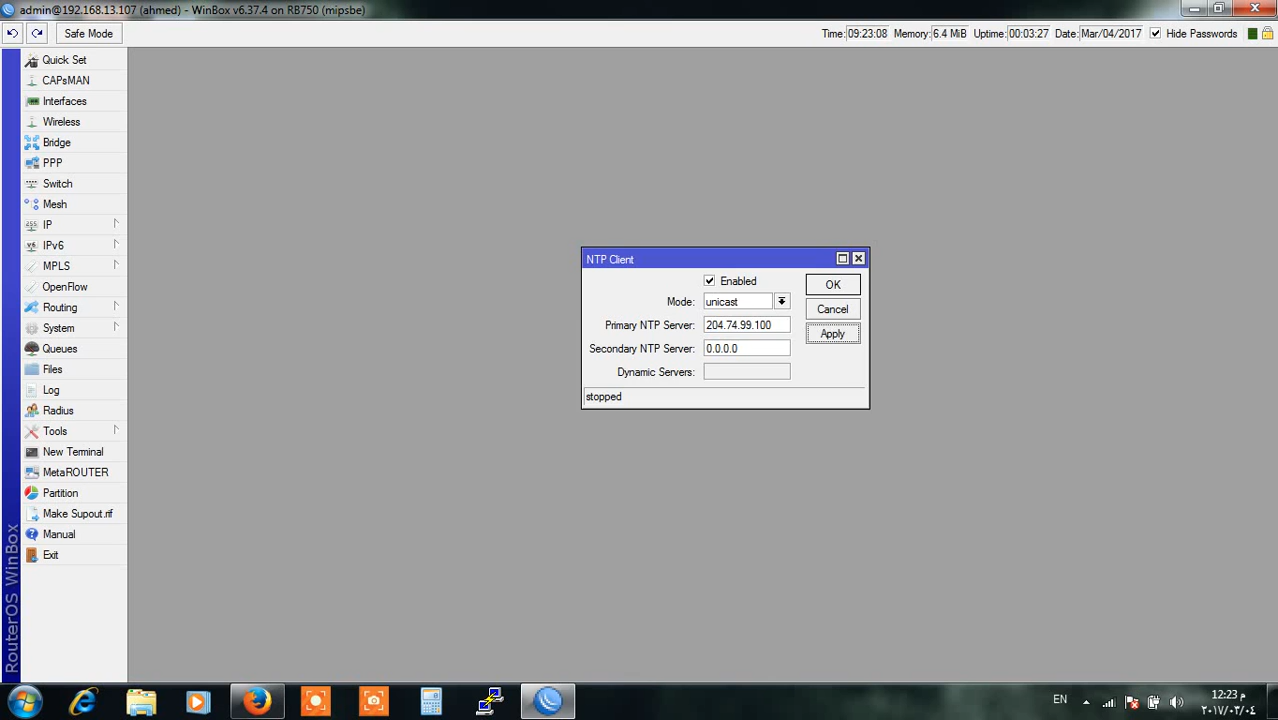 admin@192.168.13.107 (ahmed) - WinBox v6.37.4 on RB750 (mipsbe)
Safe Mode
Time: 09:23:08 Memory: 6.4 MiB Uptime: 00:03:27 Date: Mar/04/2017 Hide Passwords
Quick Set
CAPsMAN
Interfaces
Wireless
Bridge
PPP
Switch
Mesh
IP
IPv6
MPLS
OpenFlow
Routing
System
Queues
Files
Log
Radius
Tools
New Terminal
MetaROUTER
Partition
Make Supout.rif
Manual
Exit
RouterOS WinBox
NTP Client
Enabled
Mode: unicast
Primary NTP Server: 204.74.99.100
Secondary NTP Server: 0.0.0.0
Dynamic Servers:
OK
Cancel
Apply
stopped
EN
12:23 م
٢٠١٧/٠٣/٠٤